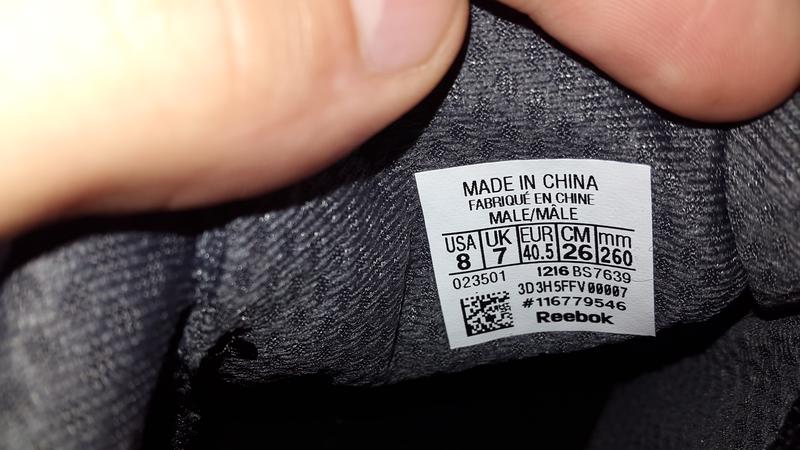 MADE IN CHINA
FABRIQUÉ EN CHINE
MALE/MÂLE
USA UK EUR CM mm
8 7 40.5 26 260
023501 1216 BS7639
3D3H5FFV00007
#116779546
Reebok